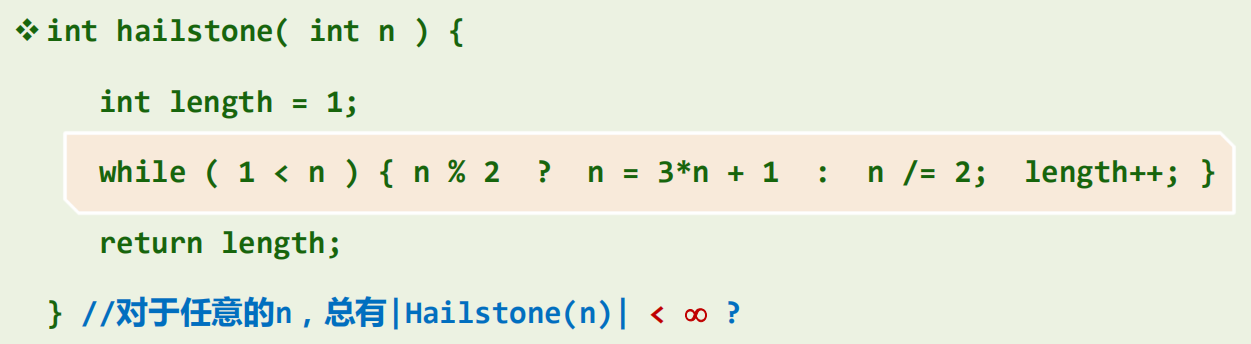 ❖ int hailstone( int n ) {
int length = 1;
while ( 1 < n ) { n % 2 ? n = 3*n + 1 : n /= 2; length++; }
return length;
} //对于任意的n，总有|Hailstone(n)| < ∞ ?